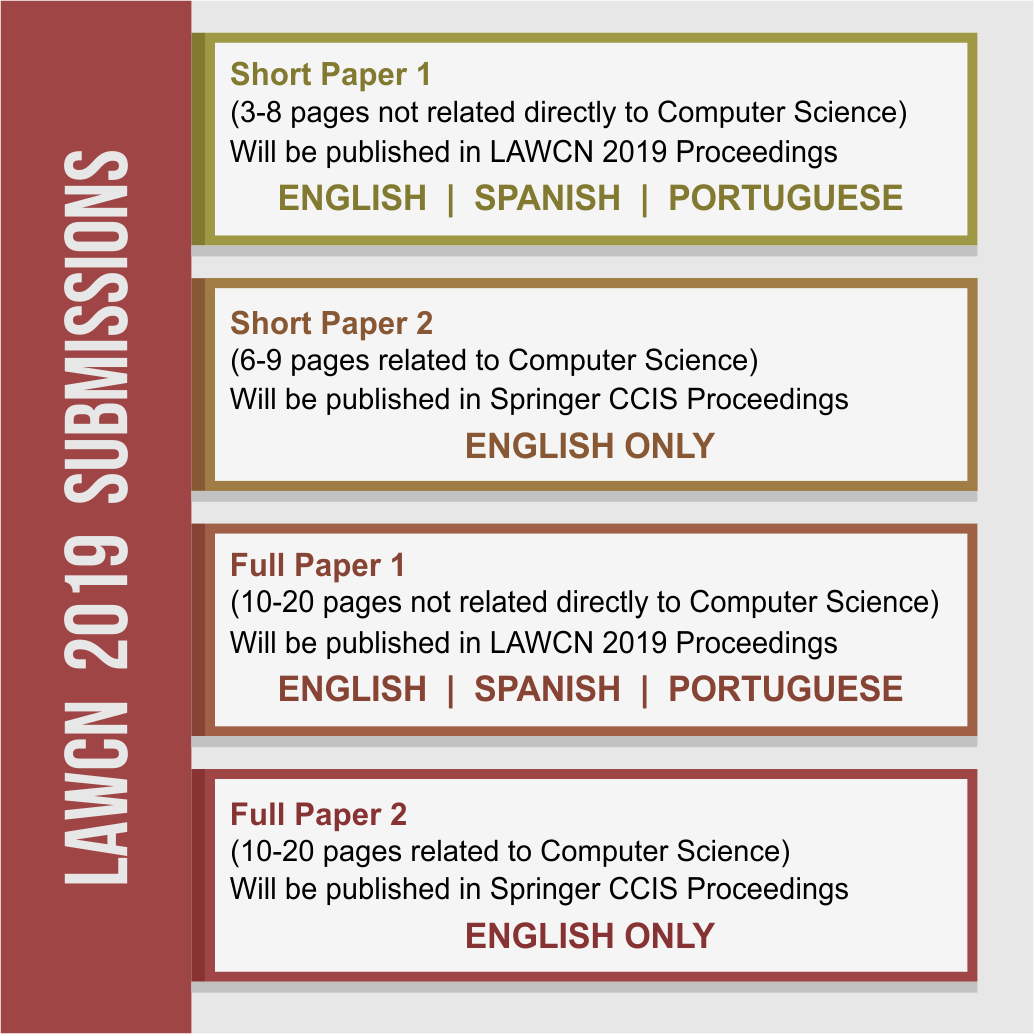 LAWCN 2019 SUBMISSIONS
Short Paper 1
(3-8 pages not related directly to Computer Science)
Will be published in LAWCN 2019 Proceedings
ENGLISH | SPANISH | PORTUGUESE
Short Paper 2
(6-9 pages related to Computer Science)
Will be published in Springer CCIS Proceedings
ENGLISH ONLY
Full Paper 1
(10-20 pages not related directly to Computer Science)
Will be published in LAWCN 2019 Proceedings
ENGLISH | SPANISH | PORTUGUESE
Full Paper 2
(10-20 pages related to Computer Science)
Will be published in Springer CCIS Proceedings
ENGLISH ONLY